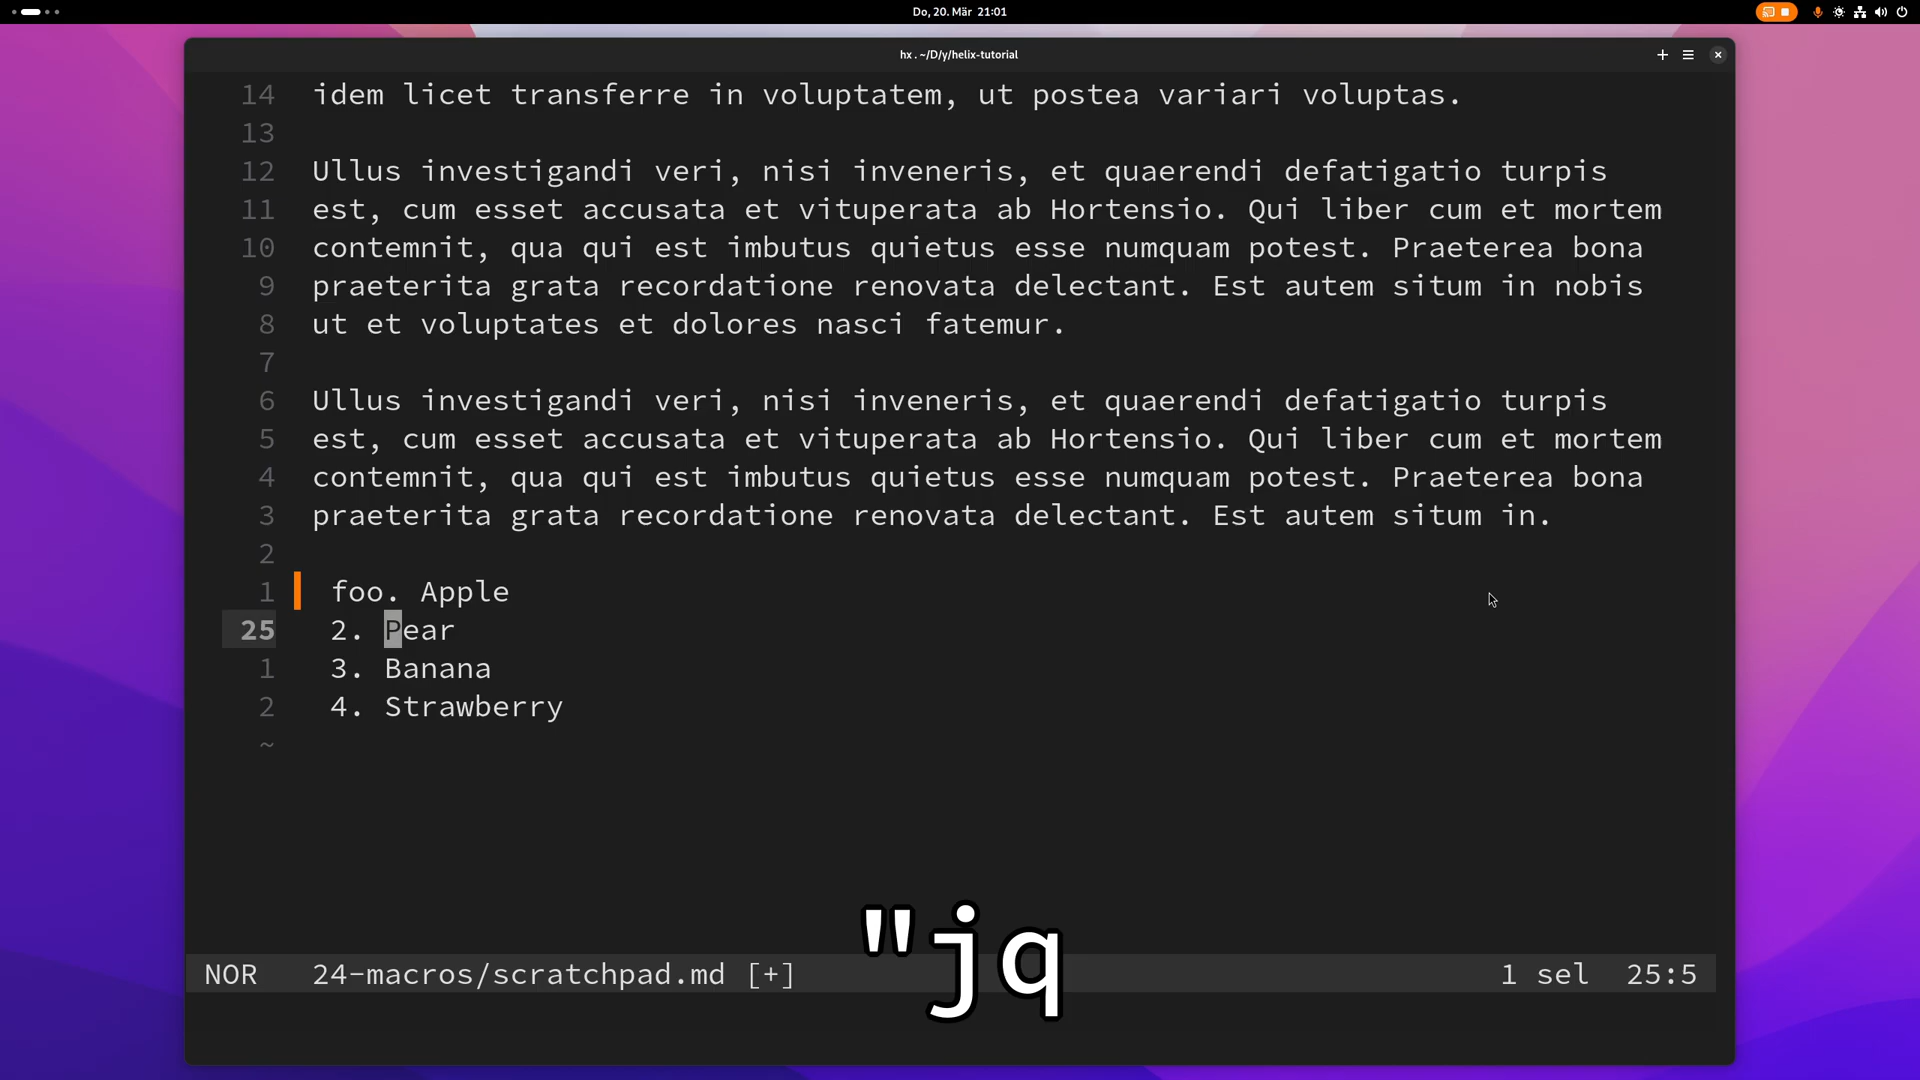 Do, 20. Mär 21:01
hx . ~/D/y/helix-tutorial
14 idem licet transferre in voluptatem, ut postea variari voluptas.
13
12 Ullus investigandi veri, nisi inveneris, et quaerendi defatigatio turpis
11 est, cum esset accusata et vituperata ab Hortensio. Qui liber cum et mortem
10 contemnit, qua qui est imbutus quietus esse numquam potest. Praeterea bona
9 praeterita grata recordatione renovata delectant. Est autem situm in nobis
8 ut et voluptates et dolores nasci fatemur.
7
6 Ullus investigandi veri, nisi inveneris, et quaerendi defatigatio turpis
5 est, cum esset accusata et vituperata ab Hortensio. Qui liber cum et mortem
4 contemnit, qua qui est imbutus quietus esse numquam potest. Praeterea bona
3 praeterita grata recordatione renovata delectant. Est autem situm in.
2
1 foo. Apple
25 2. Pear
1 3. Banana
2 4. Strawberry
~
"jq
NOR 24-macros/scratchpad.md [+] 1 sel 25:5